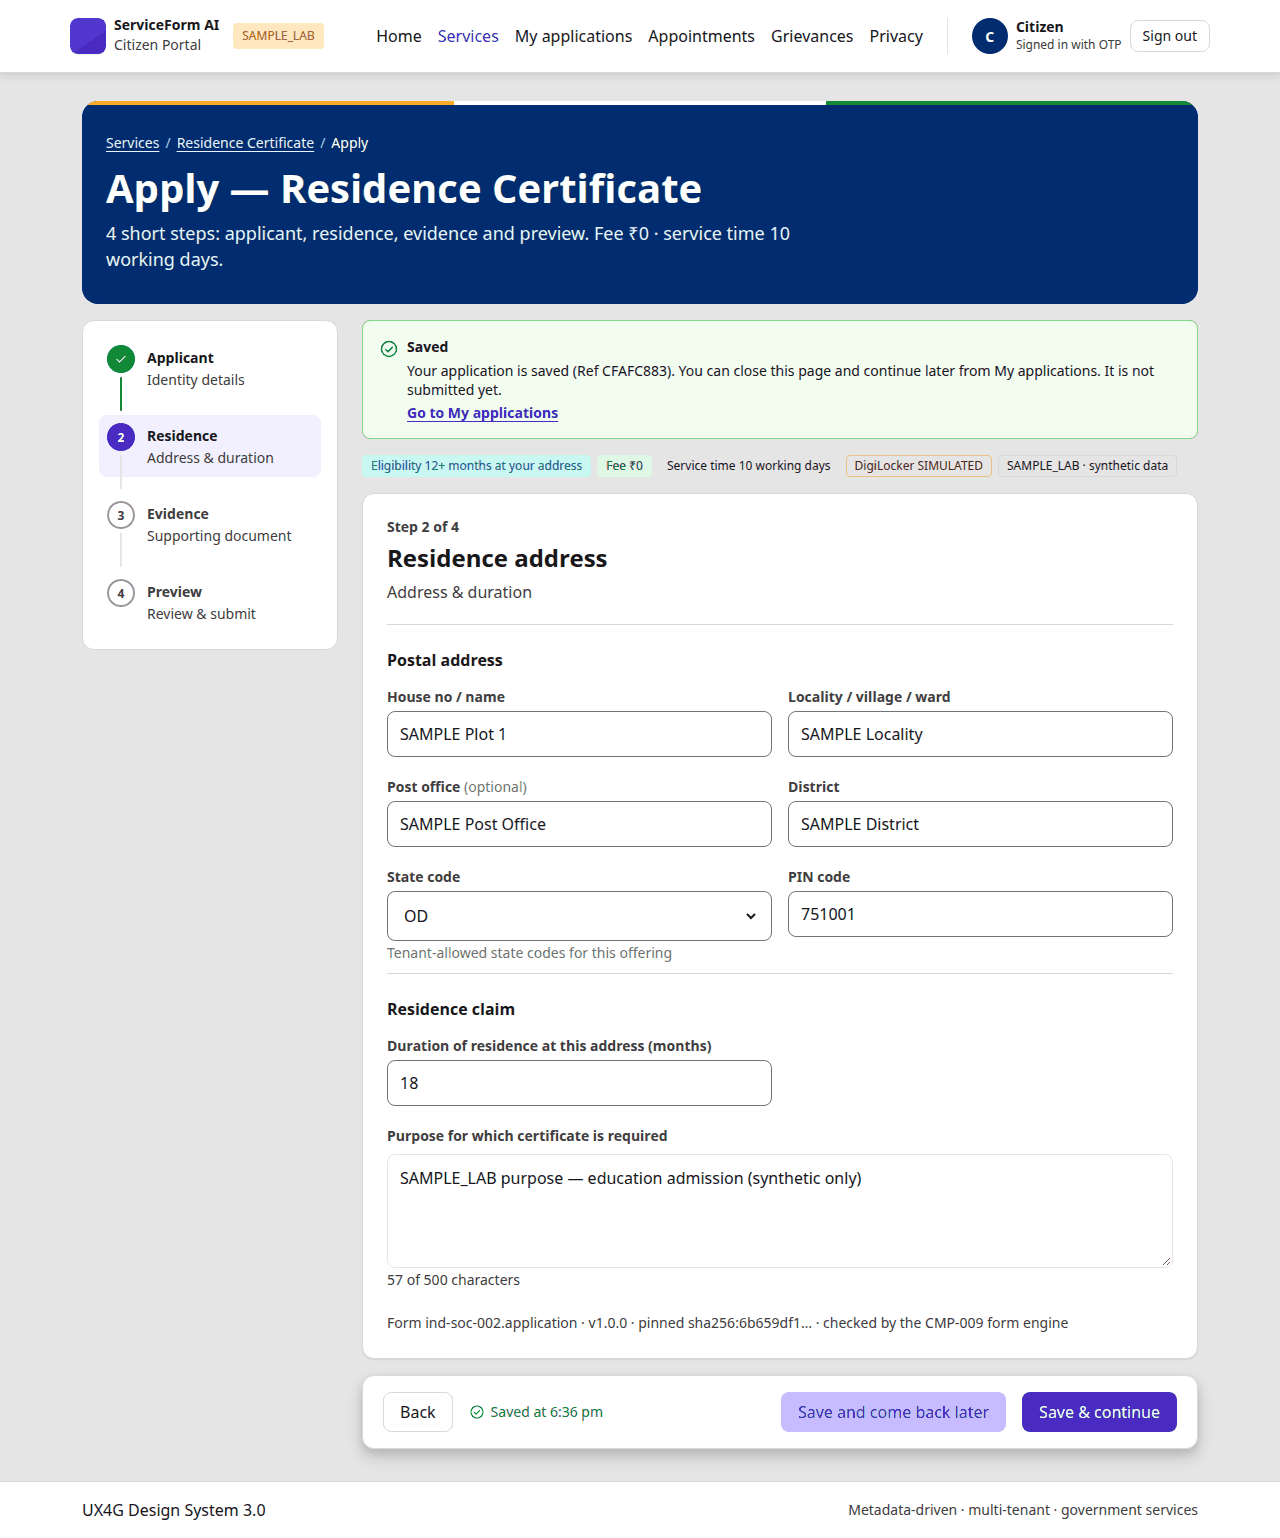 ServiceForm AI
Citizen Portal
SAMPLE_LAB
Home
Services
My applications
Appointments
Grievances
Privacy
C
Citizen
Signed in with OTP
Sign out
Services / Residence Certificate / Apply
Apply — Residence Certificate
4 short steps: applicant, residence, evidence and preview. Fee ₹0 · service time 10
working days.
Applicant
Identity details
2
Residence
Address & duration
3
Evidence
Supporting document
4
Preview
Review & submit
Saved
Your application is saved (Ref CFAFC883). You can close this page and continue later from My applications. It is not
submitted yet.
Go to My applications
Eligibility 12+ months at your address
Fee ₹0
Service time 10 working days
DigiLocker SIMULATED
SAMPLE_LAB · synthetic data
Step 2 of 4
Residence address
Address & duration
Postal address
House no / name
SAMPLE Plot 1
Locality / village / ward
SAMPLE Locality
Post office (optional)
SAMPLE Post Office
District
SAMPLE District
State code
OD
Tenant-allowed state codes for this offering
PIN code
751001
Residence claim
Duration of residence at this address (months)
18
Purpose for which certificate is required
SAMPLE_LAB purpose — education admission (synthetic only)
57 of 500 characters
Form ind-soc-002.application · v1.0.0 · pinned sha256:6b659df1... · checked by the CMP-009 form engine
Back
Saved at 6:36 pm
Save and come back later
Save & continue
UX4G Design System 3.0
Metadata-driven · multi-tenant · government services